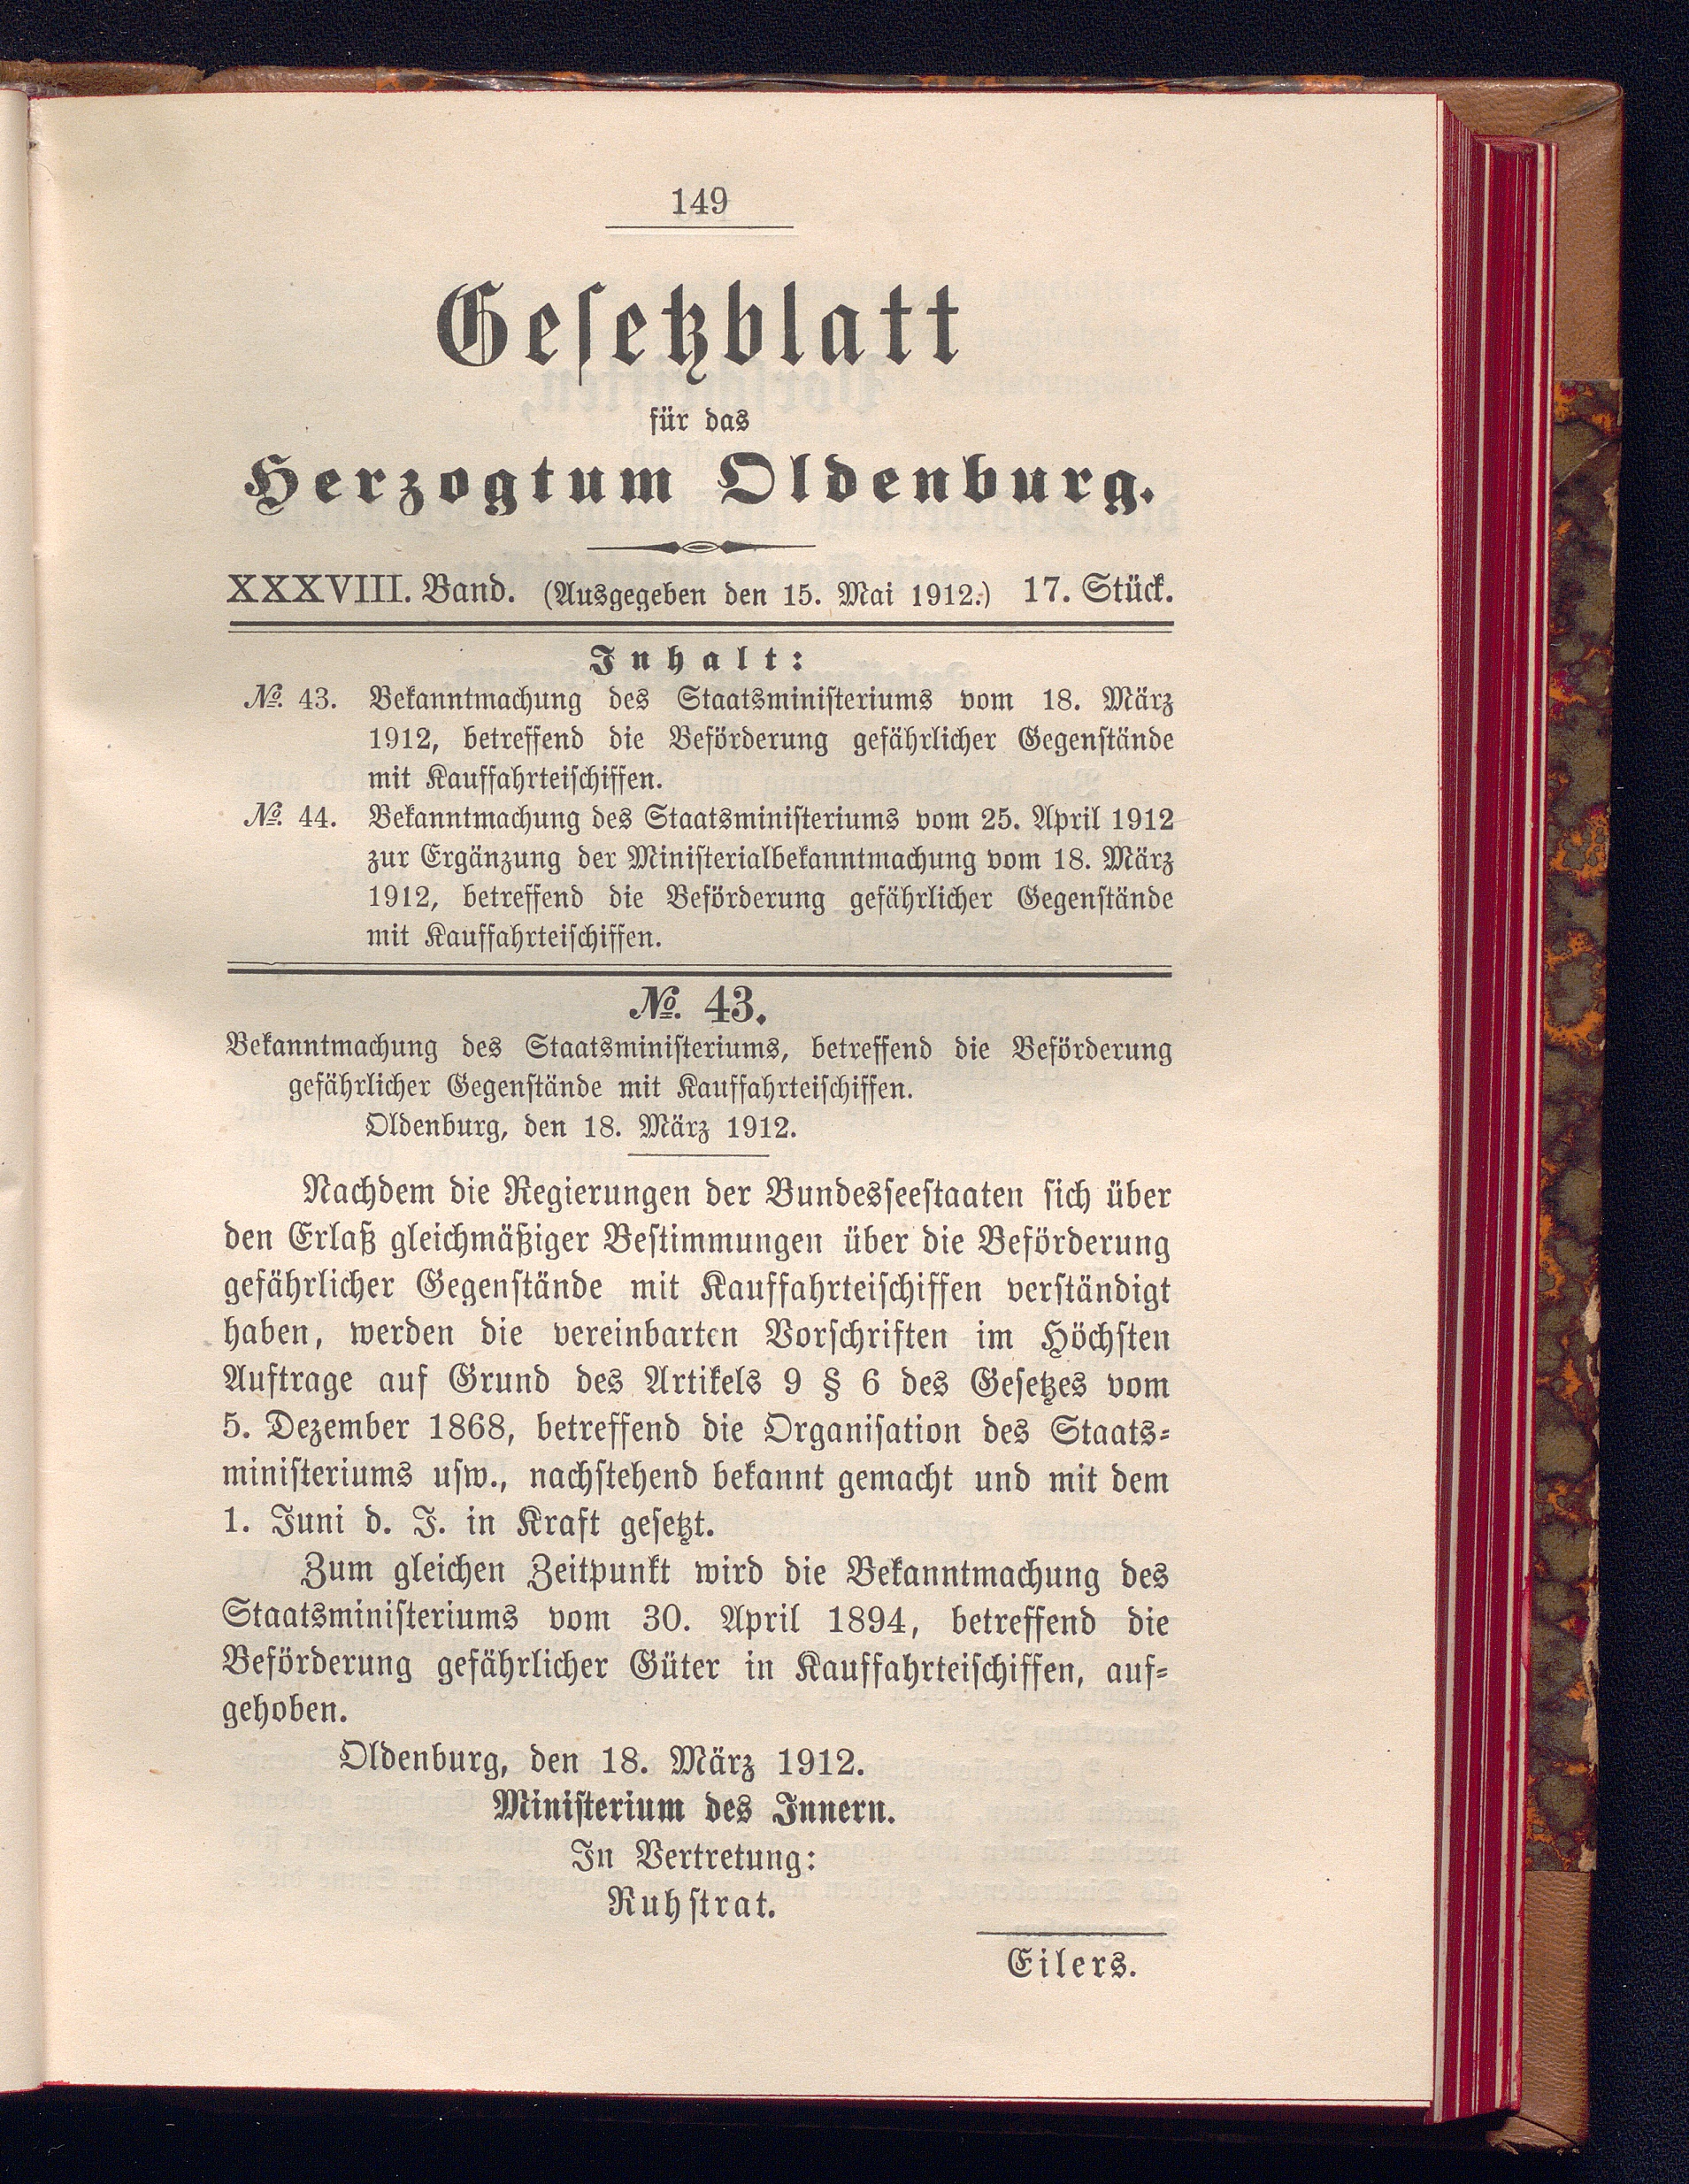 149
Gesetzblatt
für das
Herzogtum Oldenburg.
XXXVIII. Band. (Ausgegeben den 15. Mai 1912.) 17. Stück.
Inhalt:
№. 43. Bekanntmachung des Staatsministeriums vom 18. März
1912, betreffend die Beförderung gefährlicher Gegenstände
mit Kauffahrteischiffen.
№. 44. Bekanntmachung des Staatsministeriums vom 25. April 1912
zur Ergänzung der Ministerialbekanntmachung vom 18. März
1912, betreffend die Beförderung gefährlicher Gegenstände
mit Kauffahrteischiffen.
№. 43.
Bekanntmachung des Staatsministeriums, betreffend die Beförderung
gefährlicher Gegenstände mit Kauffahrteischiffen.
Oldenburg, den 18. März 1912.
Nachdem die Regierungen der Bundesseestaaten sich über
den Erlaß gleichmäßiger Bestimmungen über die Beförderung
gefährlicher Gegenstände mit Kauffahrteischiffen verständigt
haben, werden die vereinbarten Vorschriften im Höchsten
Auftrage auf Grund des Artikels 9 § 6 des Gesetzes vom
5. Dezember 1868, betreffend die Organisation des Staats-
ministeriums usw., nachstehend bekannt gemacht und mit dem
1. Juni d. J. in Kraft gesetzt.
Zum gleichen Zeitpunkt wird die Bekanntmachung des
Staatsministeriums vom 30. April 1894, betreffend die
Beförderung gefährlicher Güter in Kauffahrteischiffen, auf-
gehoben.
Oldenburg, den 18. März 1912.
Ministerium des Innern.
In Vertretung:
Ruhstrat.
Eilers.